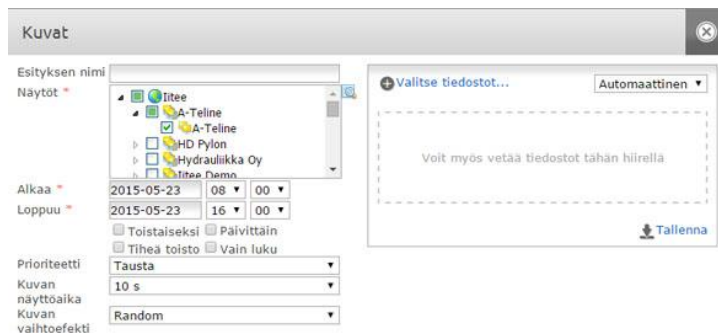 Kuvat
Esityksen nimi
Näytöt *
Iitee
A-Teline
A-Teline
HD Pylon
Hydrauliikka Oy
Iitee Demo
Alkaa *
2015-05-23 08 00
Loppuu *
2015-05-23 16 00
Toistaiseksi Päivittäin
Tiheä toisto Vain luku
Prioriteetti Tausta
Kuvan näyttöaika 10 s
Kuvan vaihtoefekti Random
Valitse tiedostot... Automaattinen
Voit myös vetää tiedostot tähän hiirellä
Tallenna